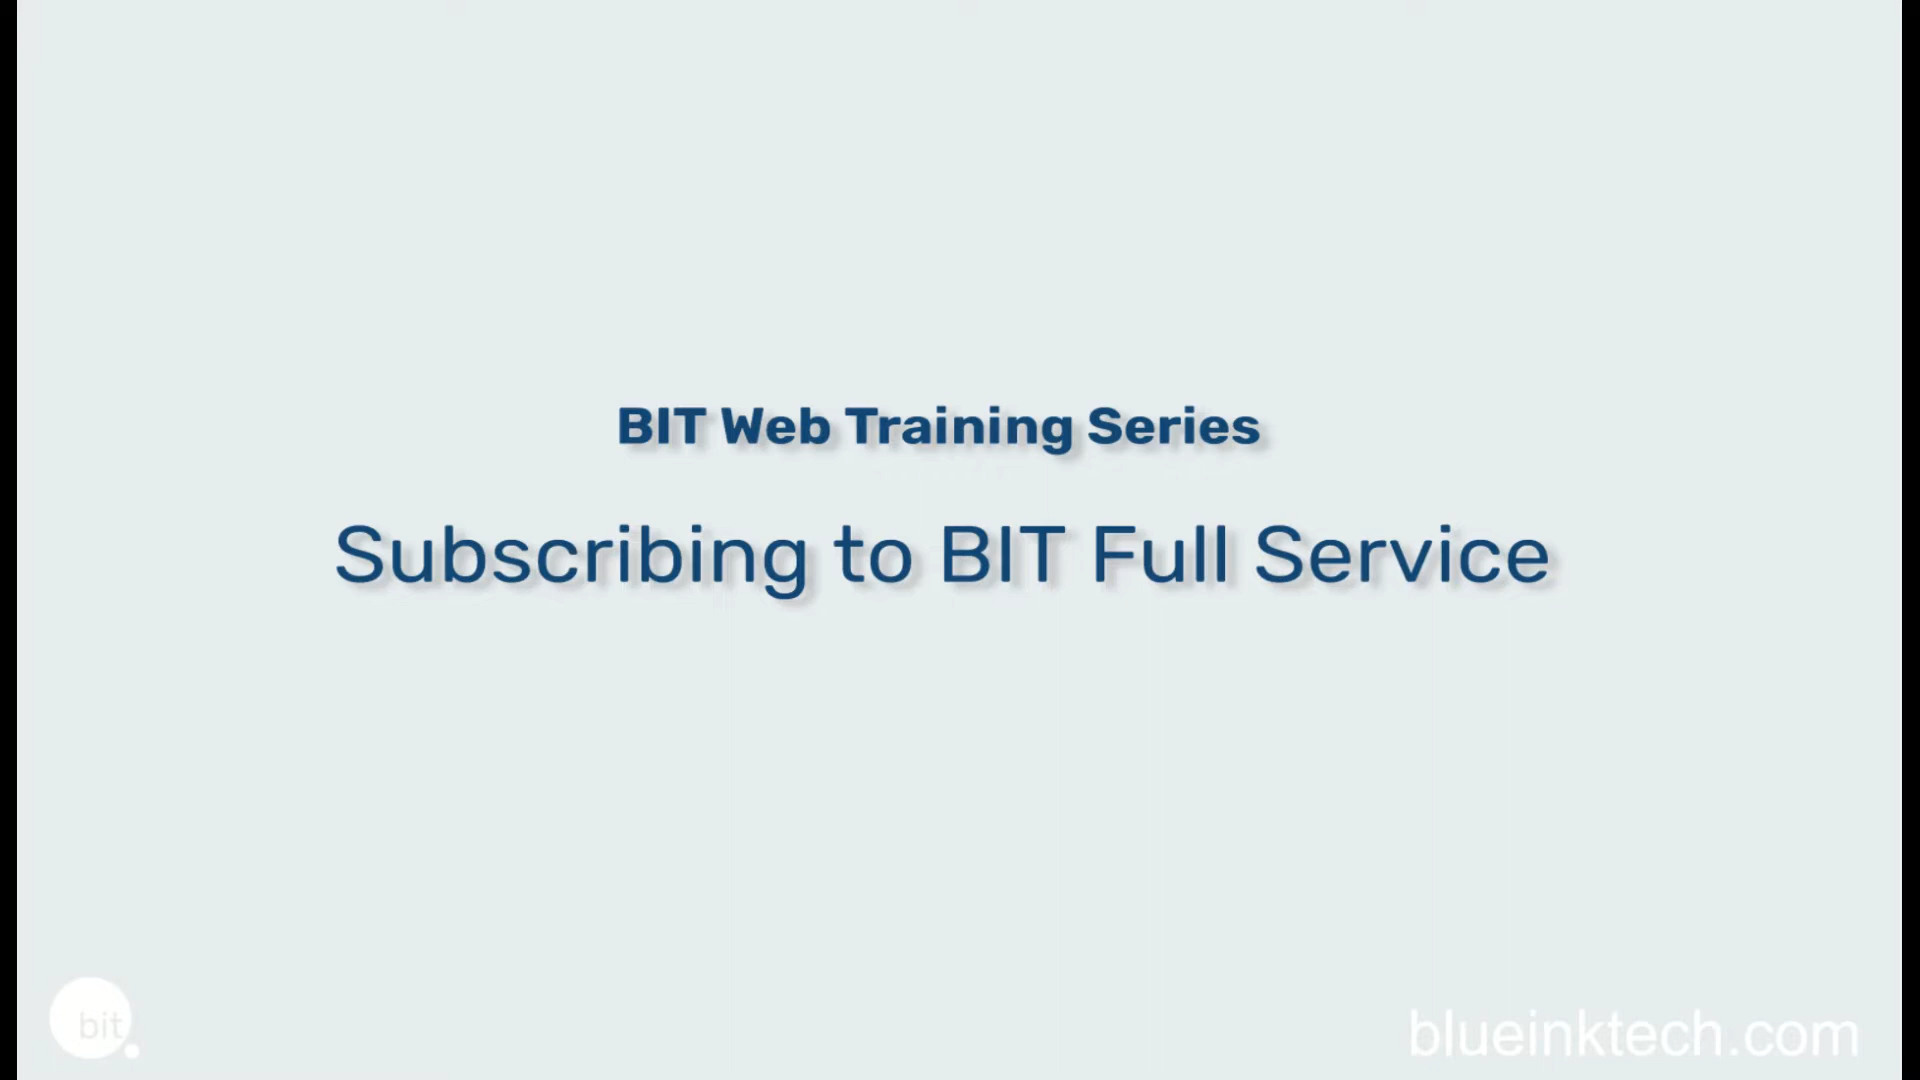 BIT Web Training Series
Subscribing to BIT Full Service
bit
blueinktech.com